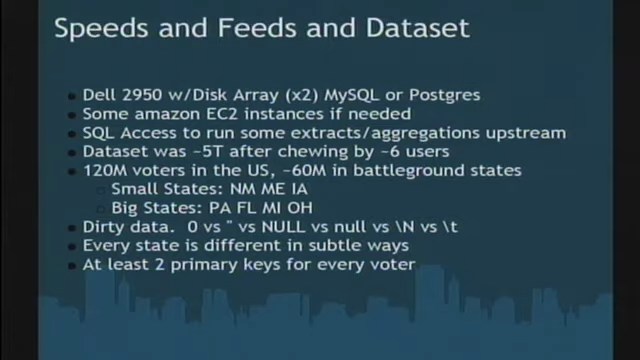 Speeds and Feeds and Dataset
Dell 2950 w/Disk Array (x2) MySQL or Postgres
Some amazon EC2 instances if needed
SQL Access to run some extracts/aggregations upstream
Dataset was ~5T after chewing by ~6 users
120M voters in the US, ~60M in battleground states
Small States: NM ME IA
Big States: PA FL MI OH
Dirty data. 0 vs '' vs NULL vs null vs \N vs \t
Every state is different in subtle ways
At least 2 primary keys for every voter